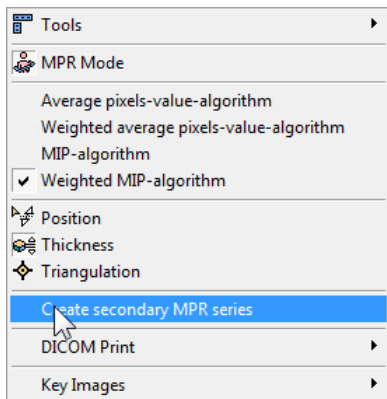 Tools
MPR Mode
Average pixels-value-algorithm
Weighted average pixels-value-algorithm
MIP-algorithm
Weighted MIP-algorithm
Position
Thickness
Triangulation
Create secondary MPR series
DICOM Print
Key Images